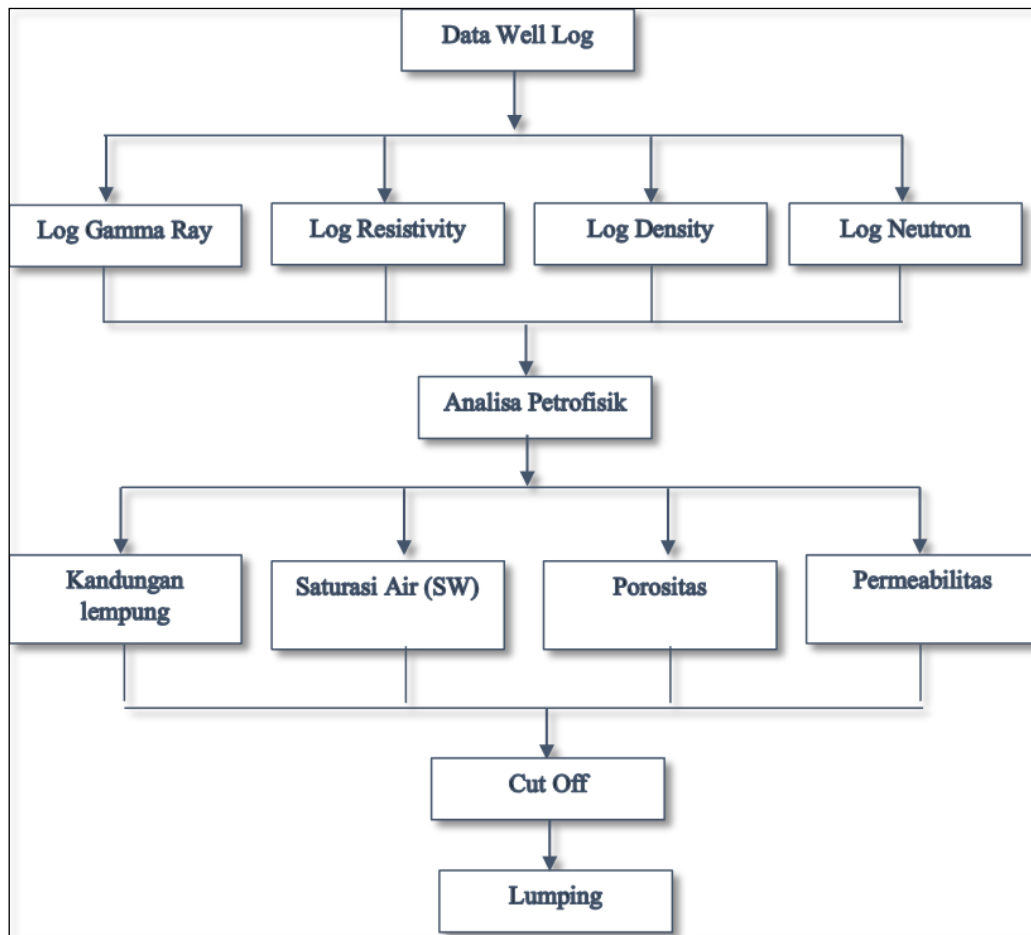 Data Well Log
Log Gamma Ray
Log Resistivity
Log Density
Log Neutron
Analisa Petrofisik
Kandungan
lempung
Saturasi Air (SW)
Porositas
Permeabilitas
Cut Off
Lumping